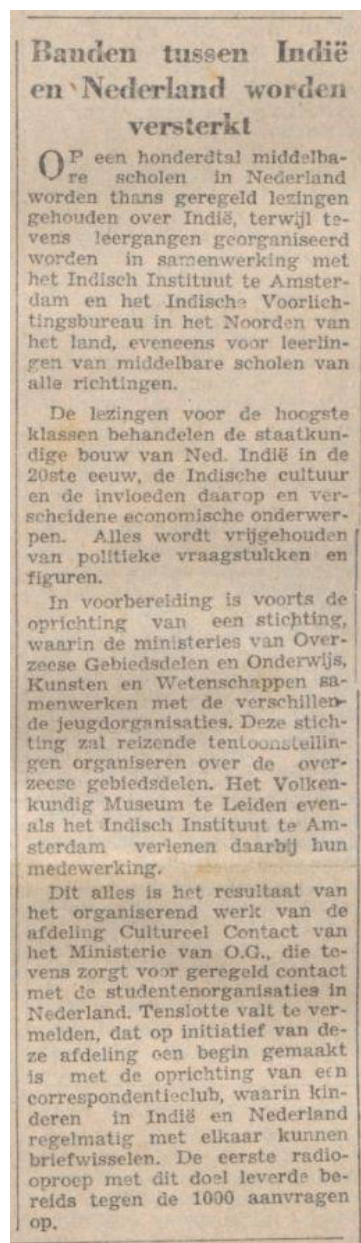 Banden tussen Indië
en Nederland worden
versterkt
OP een honderdtal middelba-
re scholen in Nederland
worden thans geregeld lezingen
gehouden over Indië, terwijl te-
vens leergangen georganiseerd
worden in samenwerking met
het Indisch Instituut te Amster-
dam en het Indische Voorlich-
tingsbureau in het Noorden van
het land, eveneens voor leerlin-
gen van middelbare scholen van
alle richtingen.
De lezingen voor de hoogste
klassen behandelen de staatkun-
dige bouw van Ned. Indië in de
20ste eeuw, de Indische cultuur
en de invloeden daarop en ver-
scheidene economische onderwer-
pen. Alles wordt vrijgehouden
van politieke vraagstukken en
figuren.
In voorbereiding is voorts de
oprichting van een stichting,
waarin de ministeries van Over-
zeese Gebiedsdelen en Onderwijs,
Kunsten en Wetenschappen sa-
menwerken met de verschillen-
de jeugdorganisaties. Deze stich-
ting zal reizende tentoonstellin-
gen organiseren over de over-
zeese gebiedsdelen. Het Volken-
kundig Museum te Leiden even-
als het Indisch Instituut te Am-
sterdam verlenen daarbij hun
medewerking.
Dit alles is het resultaat van
het organiserend werk van de
afdeling Cultureel Contact van
het Ministerie van O.G., die te-
vens zorgt voor geregeld contact
met de studentenorganisaties in
Nederland. Tenslotte valt te ver-
melden, dat op initiatief van de-
ze afdeling een begin gemaakt
is met de oprichting van een
correspondentieclub, waarin kin-
deren in Indië en Nederland
regelmatig met elkaar kunnen
briefwisselen. De eerste radio-
oproep met dit doel leverde be-
reids tegen de 1000 aanvragen
op.